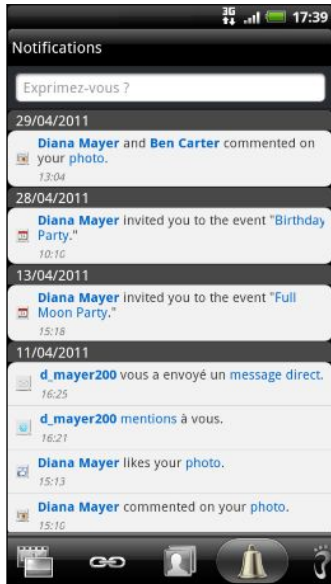 3G 17:39
Notifications
Exprimez-vous ?
29/04/2011
Diana Mayer and Ben Carter commented on
your photo.
13:04
28/04/2011
Diana Mayer invited you to the event "Birthday
Party."
10:10
13/04/2011
Diana Mayer invited you to the event "Full
Moon Party."
15:18
11/04/2011
d_mayer200 vous a envoyé un message direct.
16:25
d_mayer200 mentions à vous.
16:21
Diana Mayer likes your photo.
15:13
Diana Mayer commented on your photo.
15:10